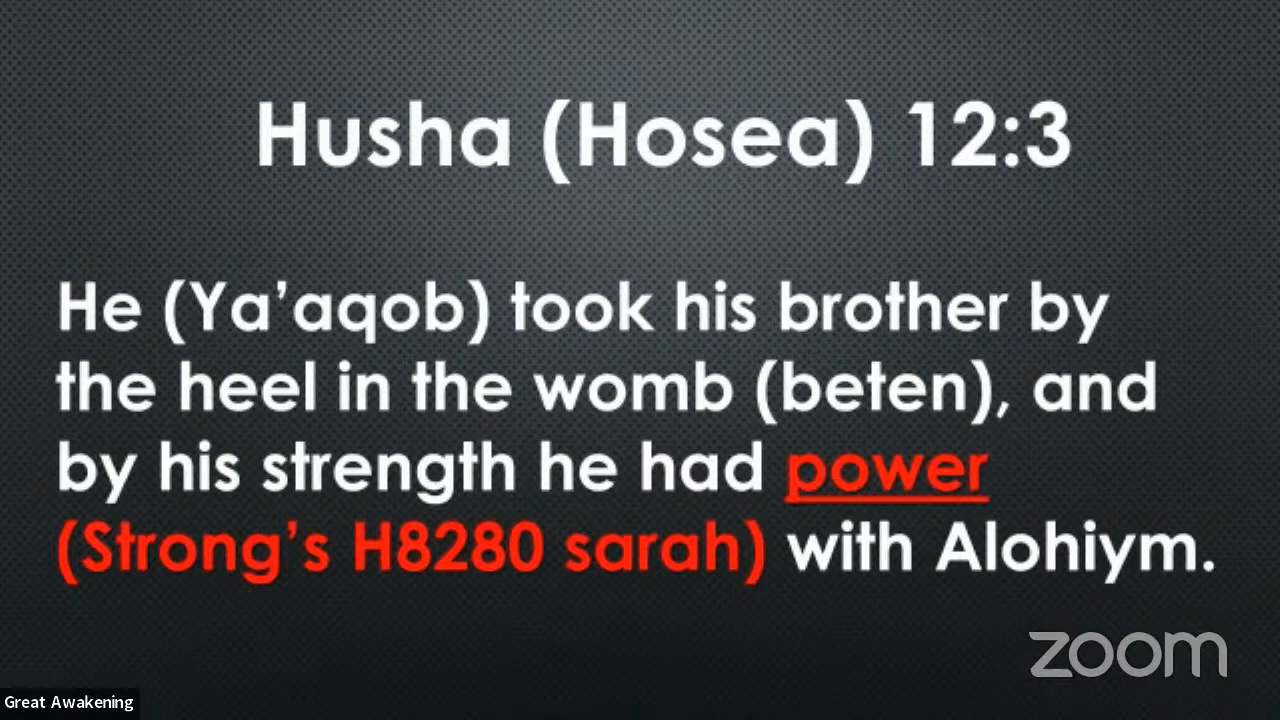 Husha (Hosea) 12:3
He (Ya’aqob) took his brother by
the heel in the womb (beten), and
by his strength he had power
(Strong’s H8280 sarah) with Alohiym.
zoom
Great Awakening